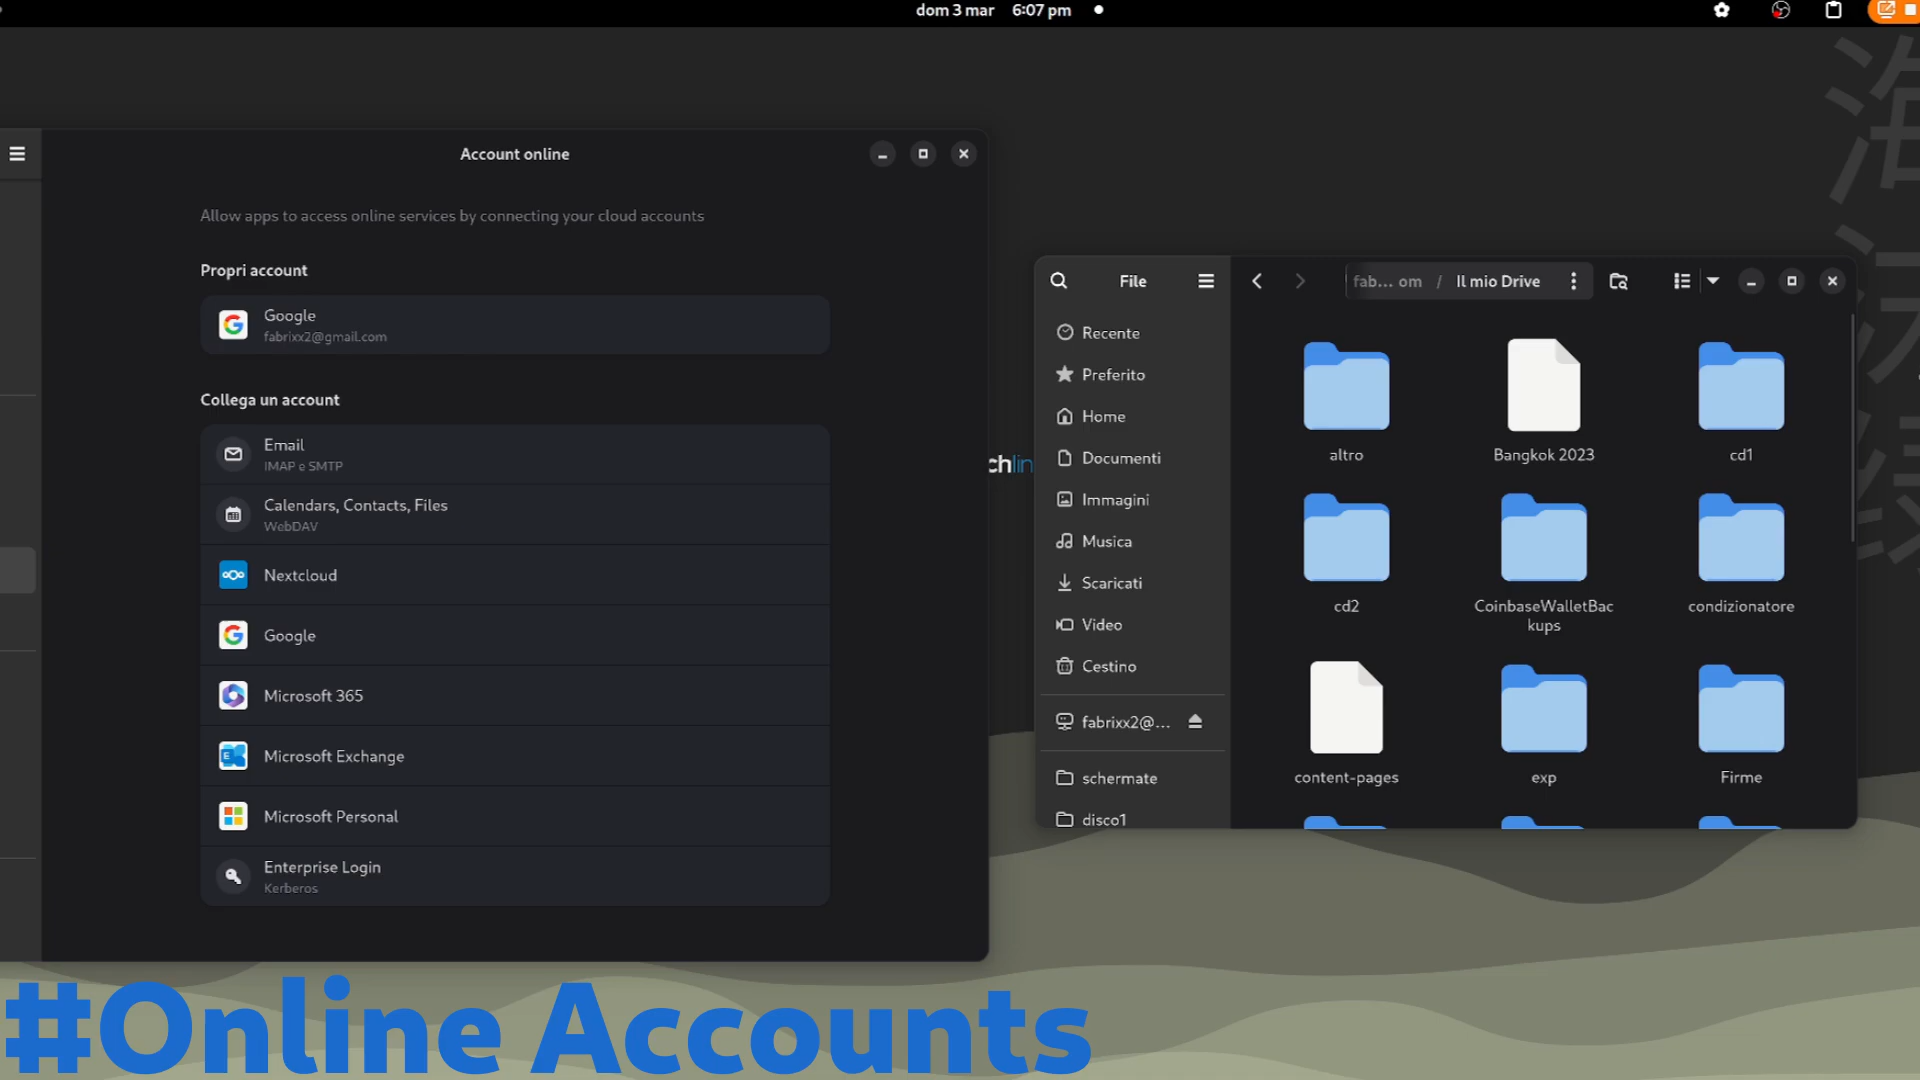 dom 3 mar 6:07 pm
Account online
Allow apps to access online services by connecting your cloud accounts
Propri account
Google
fabrixx2@gmail.com
Collega un account
Email
IMAP e SMTP
Calendars, Contacts, Files
WebDAV
Nextcloud
Google
Microsoft 365
Microsoft Exchange
Microsoft Personal
Enterprise Login
Kerberos
chlin
File
fab... om / Il mio Drive
Recente
Preferito
Home
Documenti
Immagini
Musica
Scaricati
Video
Cestino
fabrixx2@...
schermate
disco1
altro
Bangkok 2023
cd1
cd2
CoinbaseWalletBac
kups
condizionatore
content-pages
exp
Firme
#Online Accounts